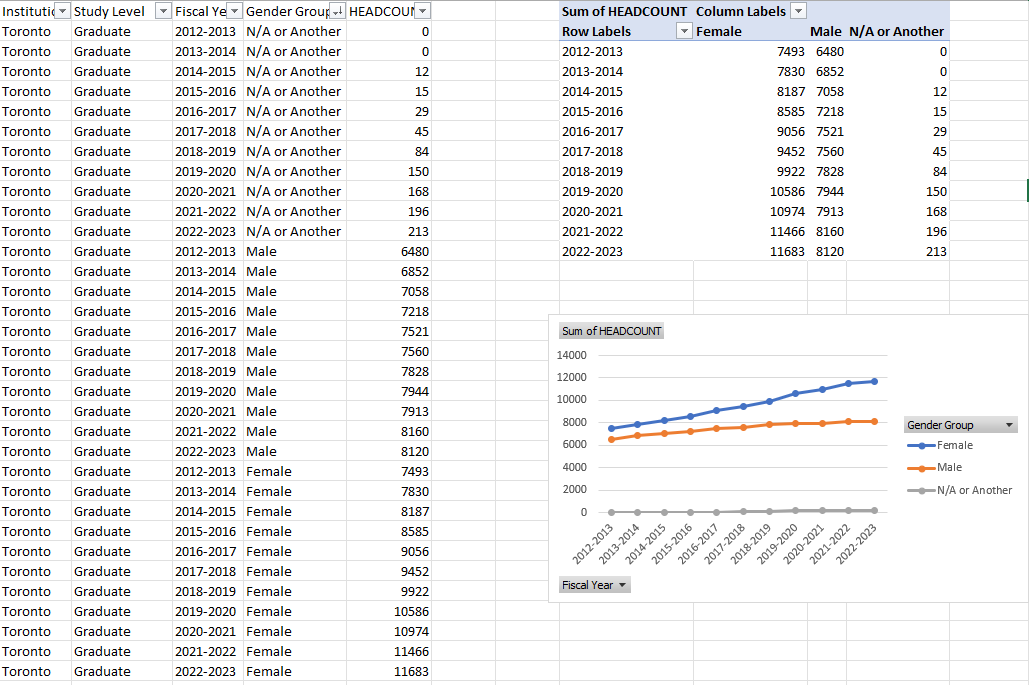 Institutio Study Level Fiscal Ye Gender Group HEADCOUN
Toronto Graduate 2012-2013 N/A or Another 0
Toronto Graduate 2013-2014 N/A or Another 0
Toronto Graduate 2014-2015 N/A or Another 12
Toronto Graduate 2015-2016 N/A or Another 15
Toronto Graduate 2016-2017 N/A or Another 29
Toronto Graduate 2017-2018 N/A or Another 45
Toronto Graduate 2018-2019 N/A or Another 84
Toronto Graduate 2019-2020 N/A or Another 150
Toronto Graduate 2020-2021 N/A or Another 168
Toronto Graduate 2021-2022 N/A or Another 196
Toronto Graduate 2022-2023 N/A or Another 213
Toronto Graduate 2012-2013 Male 6480
Toronto Graduate 2013-2014 Male 6852
Toronto Graduate 2014-2015 Male 7058
Toronto Graduate 2015-2016 Male 7218
Toronto Graduate 2016-2017 Male 7521
Toronto Graduate 2017-2018 Male 7560
Toronto Graduate 2018-2019 Male 7828
Toronto Graduate 2019-2020 Male 7944
Toronto Graduate 2020-2021 Male 7913
Toronto Graduate 2021-2022 Male 8160
Toronto Graduate 2022-2023 Male 8120
Toronto Graduate 2012-2013 Female 7493
Toronto Graduate 2013-2014 Female 7830
Toronto Graduate 2014-2015 Female 8187
Toronto Graduate 2015-2016 Female 8585
Toronto Graduate 2016-2017 Female 9056
Toronto Graduate 2017-2018 Female 9452
Toronto Graduate 2018-2019 Female 9922
Toronto Graduate 2019-2020 Female 10586
Toronto Graduate 2020-2021 Female 10974
Toronto Graduate 2021-2022 Female 11466
Toronto Graduate 2022-2023 Female 11683
Sum of HEADCOUNT Column Labels
Row Labels Female Male N/A or Another
2012-2013 7493 6480 0
2013-2014 7830 6852 0
2014-2015 8187 7058 12
2015-2016 8585 7218 15
2016-2017 9056 7521 29
2017-2018 9452 7560 45
2018-2019 9922 7828 84
2019-2020 10586 7944 150
2020-2021 10974 7913 168
2021-2022 11466 8160 196
2022-2023 11683 8120 213
Sum of HEADCOUNT
14000
12000
10000
8000
6000
4000
2000
0
2012-2013
2013-2014
2014-2015
2015-2016
2016-2017
2017-2018
2018-2019
2019-2020
2020-2021
2021-2022
2022-2023
Gender Group
Female
Male
N/A or Another
Fiscal Year